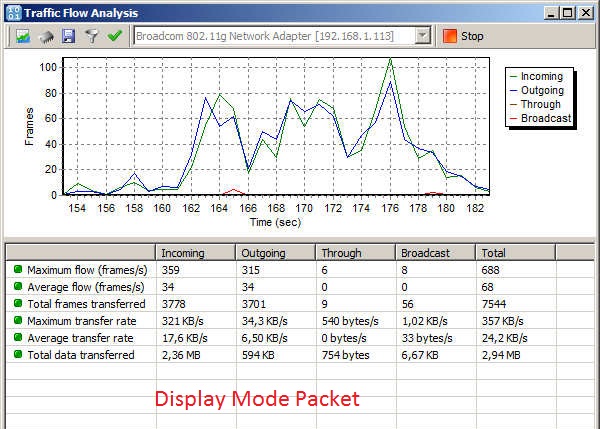 Traffic Flow Analysis
Broadcom 802.11g Network Adapter [192.168.1.113] Stop
100
80
60
40
20
0
Frames
154 156 158 160 162 164 166 168 170 172 174 176 178 180 182
Time (sec)
Incoming
Outgoing
Through
Broadcast
Incoming Outgoing Through Broadcast Total
Maximum flow (frames/s) 359 315 6 8 688
Average flow (frames/s) 34 34 0 0 68
Total frames transferred 3778 3701 9 56 7544
Maximum transfer rate 321 KB/s 34,3 KB/s 540 bytes/s 1,02 KB/s 357 KB/s
Average transfer rate 17,6 KB/s 6,50 KB/s 0 bytes/s 33 bytes/s 24,2 KB/s
Total data transferred 2,36 MB 594 KB 754 bytes 6,67 KB 2,94 MB
Display Mode Packet